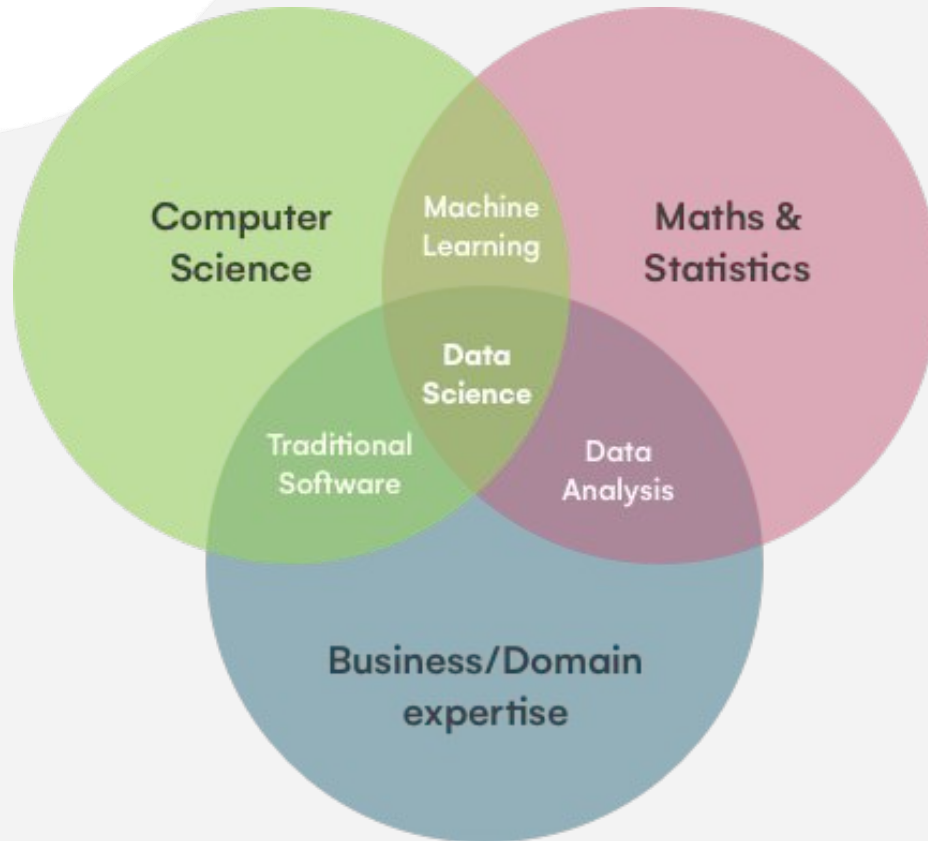 Computer
Science
Machine
Learning
Maths &
Statistics
Data
Science
Traditional
Software
Data
Analysis
Business/Domain
expertise